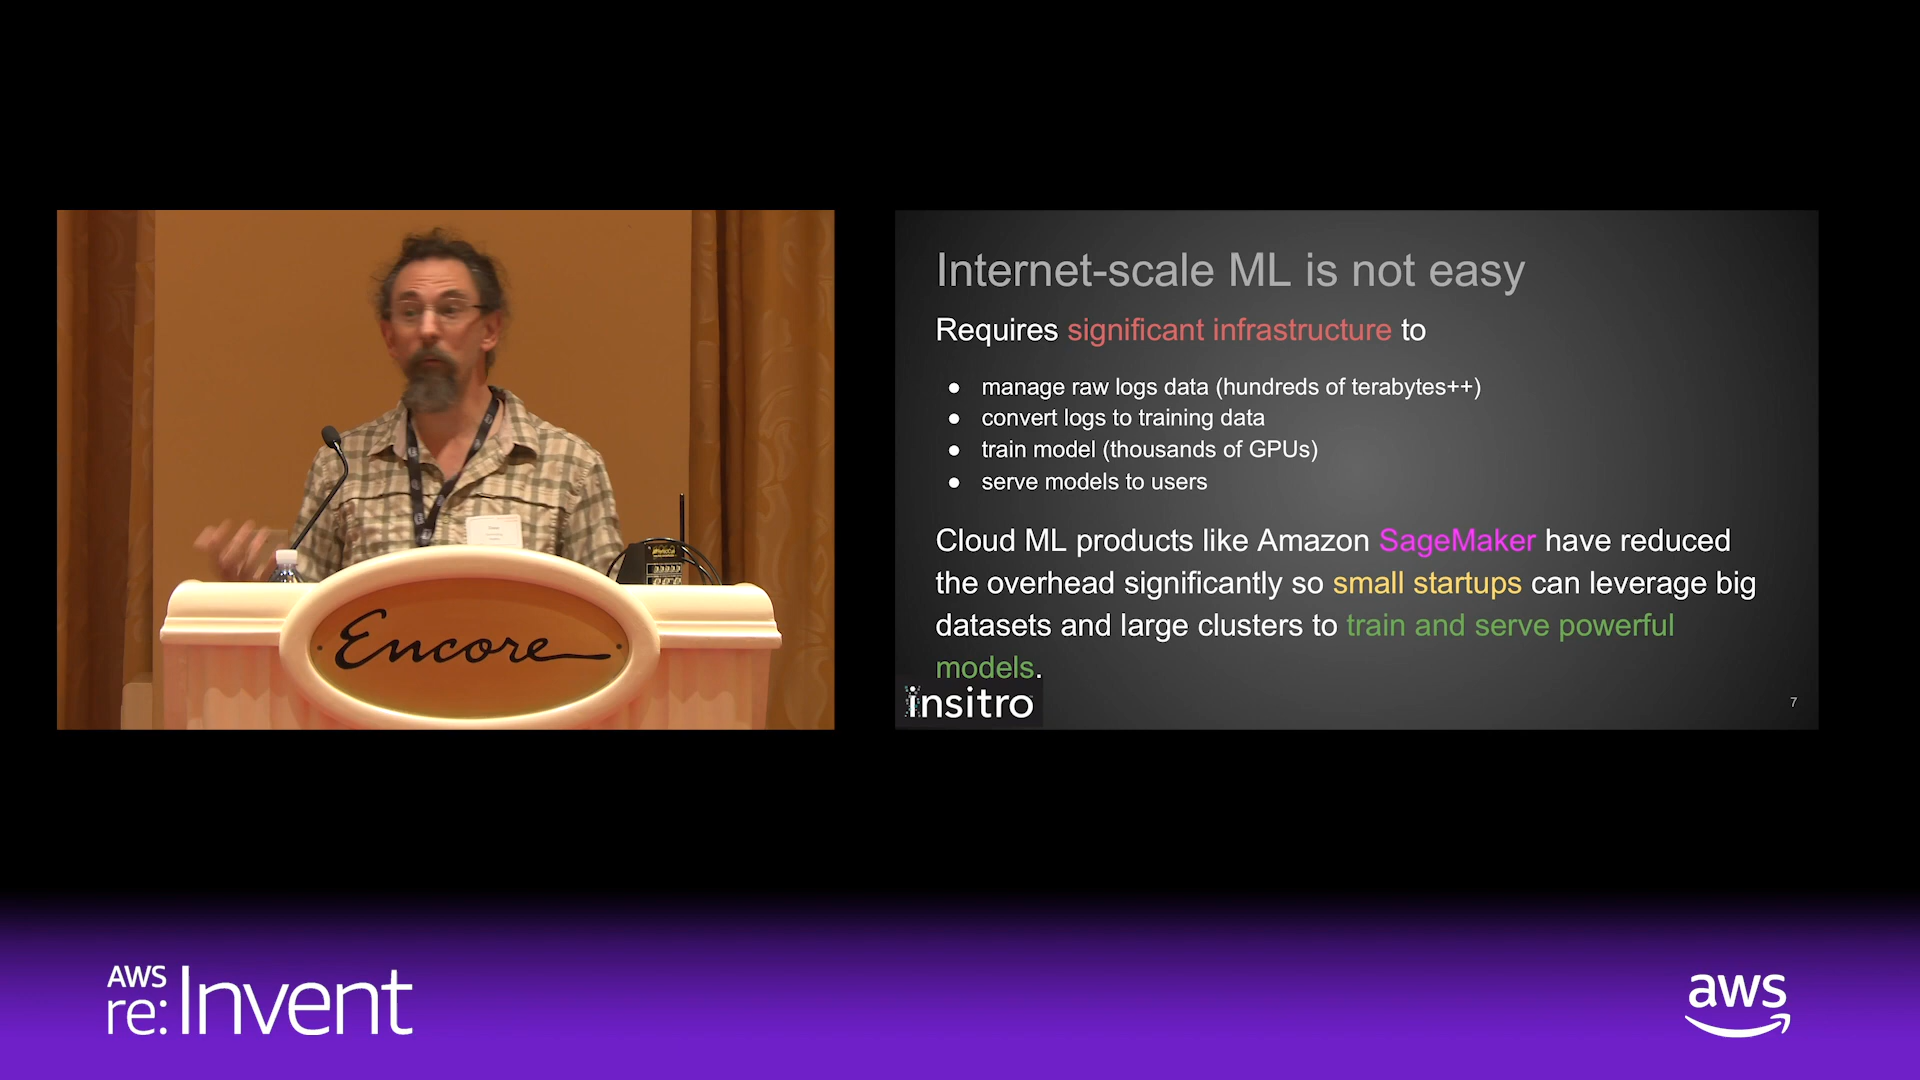 Encore
Internet-scale ML is not easy
Requires significant infrastructure to
● manage raw logs data (hundreds of terabytes++)
● convert logs to training data
● train model (thousands of GPUs)
● serve models to users
Cloud ML products like Amazon SageMaker have reduced
the overhead significantly so small startups can leverage big
datasets and large clusters to train and serve powerful
models.
insitro
7
AWS
re:Invent
aws